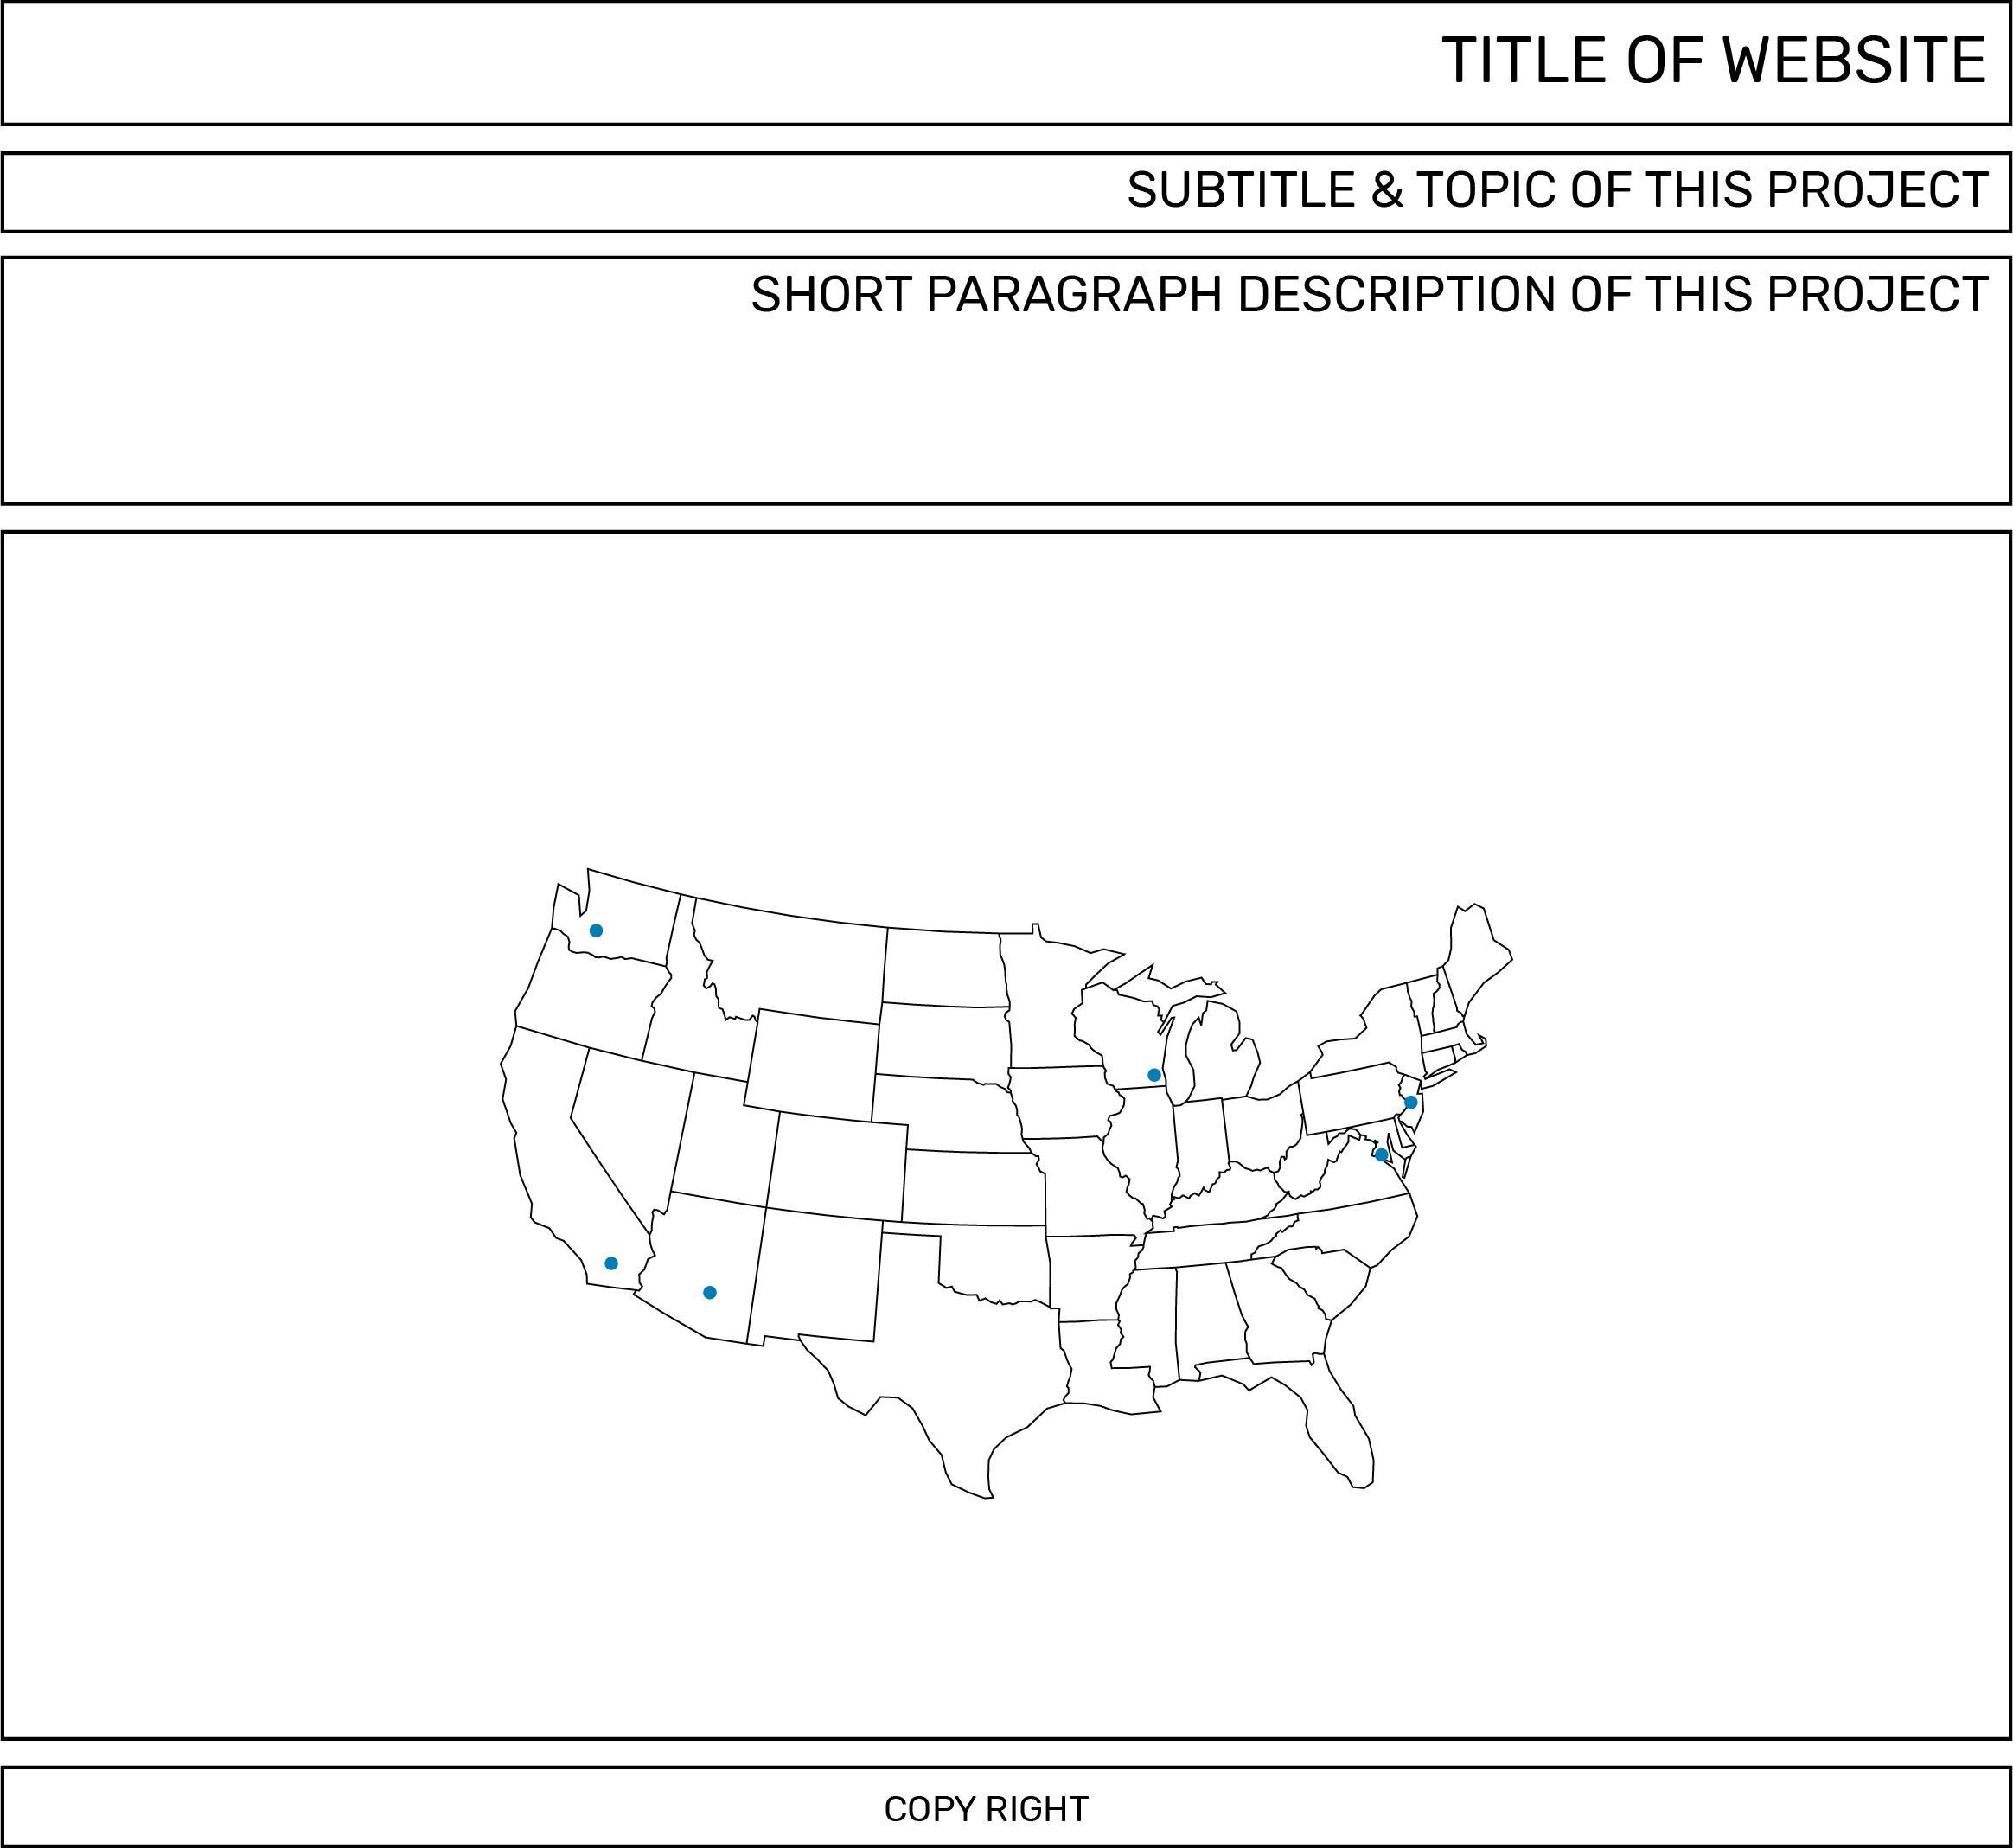 TITLE OF WEBSITE
SUBTITLE & TOPIC OF THIS PROJECT
SHORT PARAGRAPH DESCRIPTION OF THIS PROJECT
COPY RIGHT